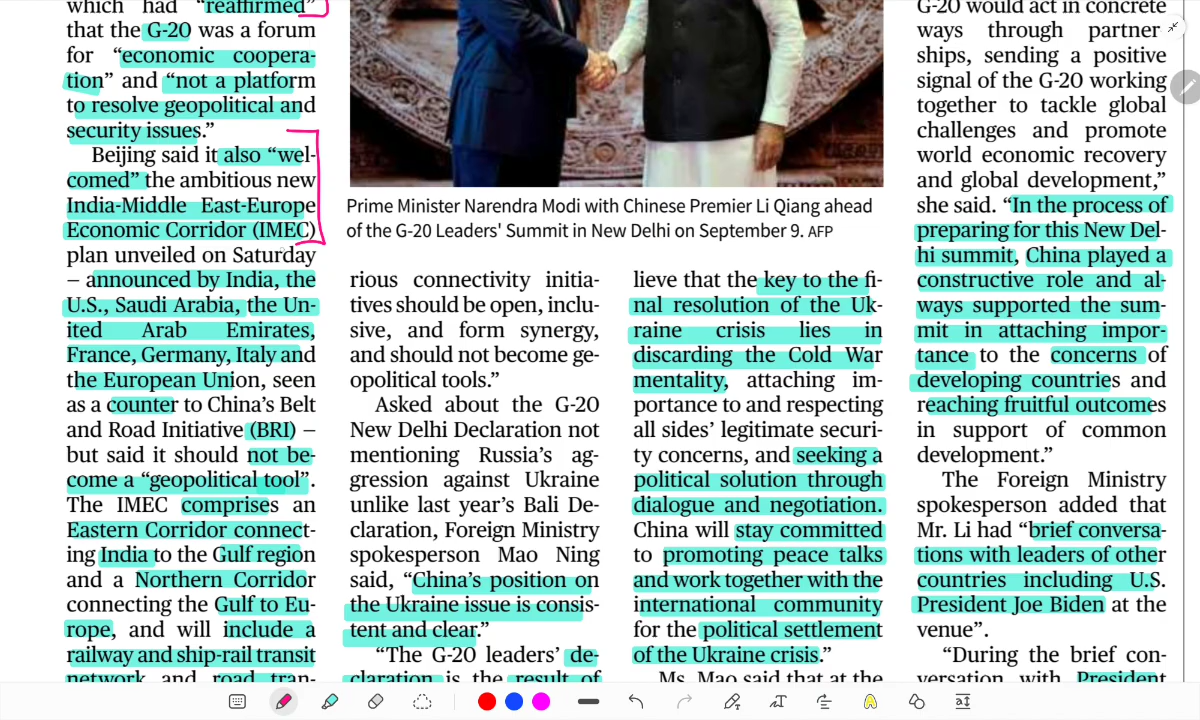 which had “reaffirmed”
that the G-20 was a forum
for “economic coopera-
tion” and “not a platform
to resolve geopolitical and
security issues.”
Beijing said it also “wel-
comed” the ambitious new
India-Middle East-Europe
Economic Corridor (IMEC)
plan unveiled on Saturday
– announced by India, the
U.S., Saudi Arabia, the Un-
ited Arab Emirates,
France, Germany, Italy and
the European Union, seen
as a counter to China’s Belt
and Road Initiative (BRI) –
but said it should not be-
come a “geopolitical tool”.
The IMEC comprises an
Eastern Corridor connect-
ing India to the Gulf region
and a Northern Corridor
connecting the Gulf to Eu-
rope, and will include a
railway and ship-rail transit
network and road tran-
Prime Minister Narendra Modi with Chinese Premier Li Qiang ahead
of the G-20 Leaders' Summit in New Delhi on September 9. AFP
rious connectivity initia-
tives should be open, inclu-
sive, and form synergy,
and should not become ge-
opolitical tools.”
Asked about the G-20
New Delhi Declaration not
mentioning Russia’s ag-
gression against Ukraine
unlike last year’s Bali De-
claration, Foreign Ministry
spokesperson Mao Ning
said, “China’s position on
the Ukraine issue is consis-
tent and clear.”
“The G-20 leaders’ de-
claration is the result of
lieve that the key to the fi-
nal resolution of the Uk-
raine crisis lies in
discarding the Cold War
mentality, attaching im-
portance to and respecting
all sides’ legitimate securi-
ty concerns, and seeking a
political solution through
dialogue and negotiation.
China will stay committed
to promoting peace talks
and work together with the
international community
for the political settlement
of the Ukraine crisis.”
Ms. Mao said that at the
G-20 would act in concrete
ways through partner-
ships, sending a positive
signal of the G-20 working
together to tackle global
challenges and promote
world economic recovery
and global development,”
she said. “In the process of
preparing for this New Del-
hi summit, China played a
constructive role and al-
ways supported the sum-
mit in attaching impor-
tance to the concerns of
developing countries and
reaching fruitful outcomes
in support of common
development.”
The Foreign Ministry
spokesperson added that
Mr. Li had “brief conversa-
tions with leaders of other
countries including U.S.
President Joe Biden at the
venue”.
“During the brief con-
versation with President